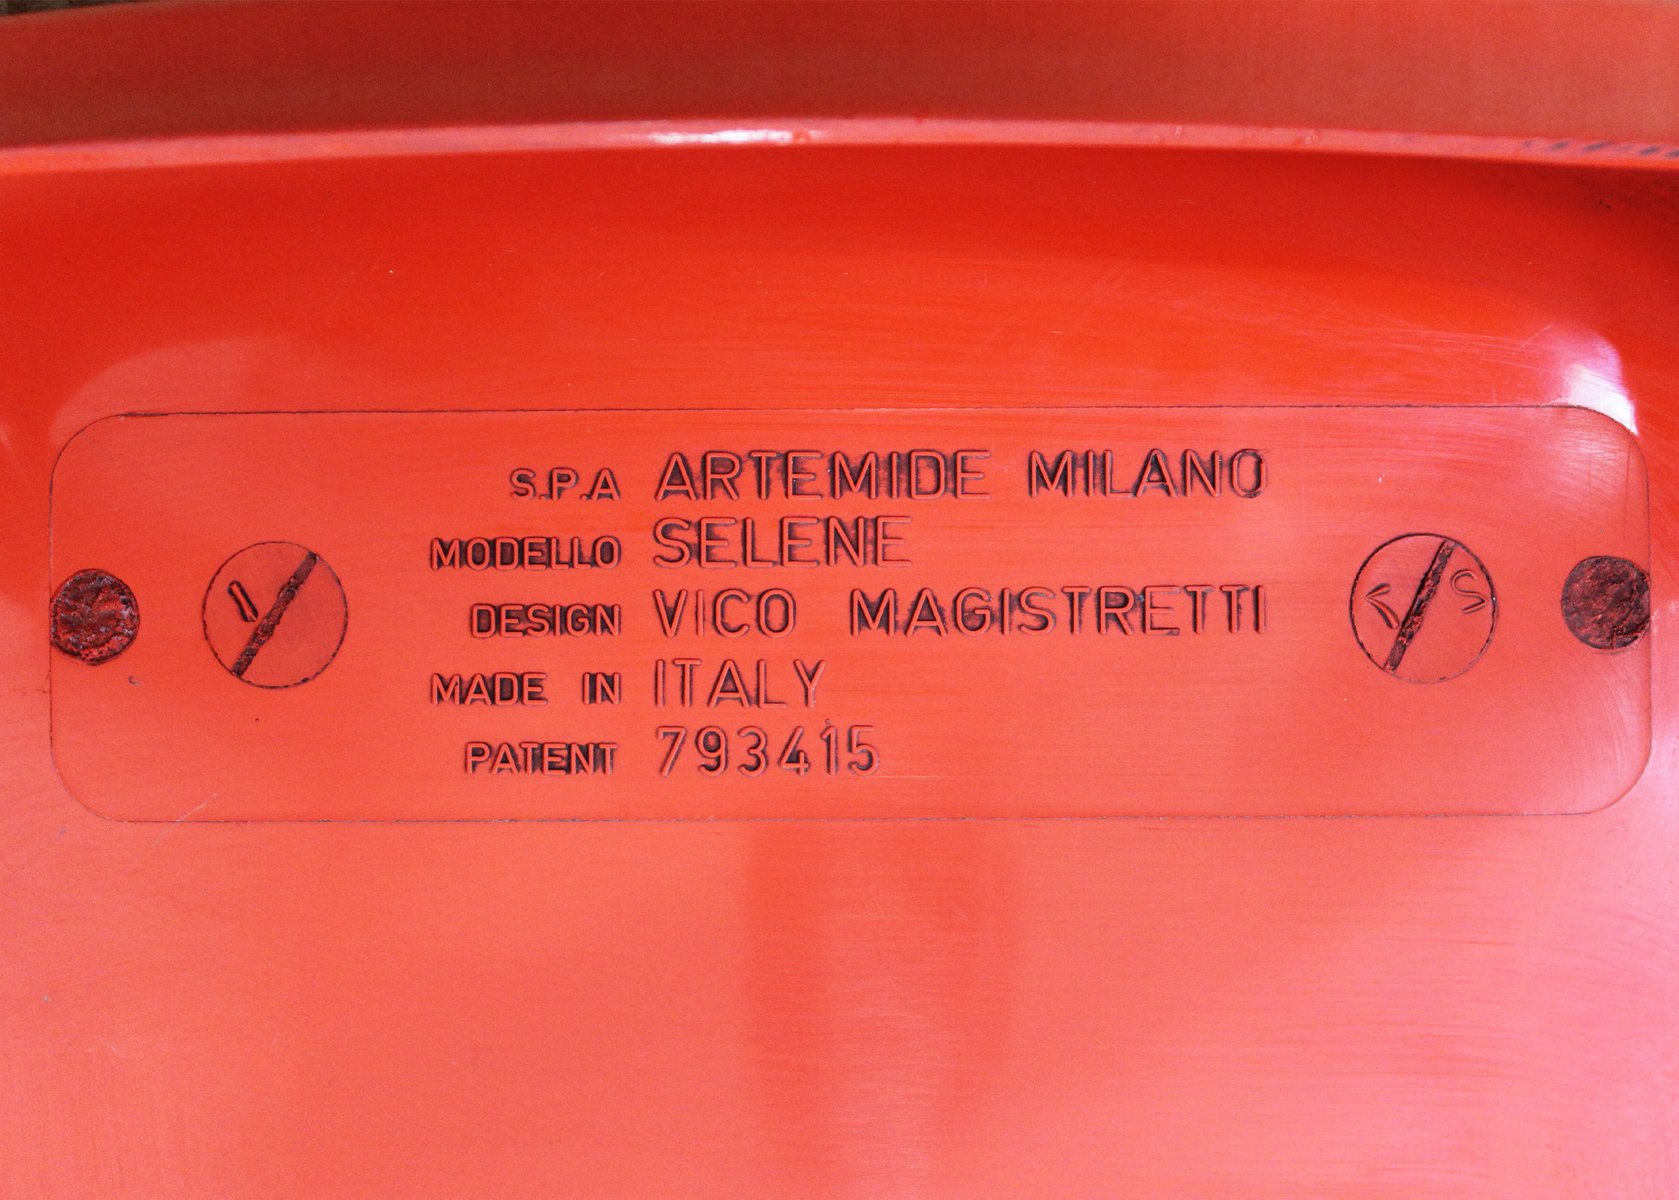 S.P.A ARTEMIDE MILANO
MODELLO SELENE
DESIGN VICO MAGISTRETTI
MADE IN ITALY
PATENT 793415